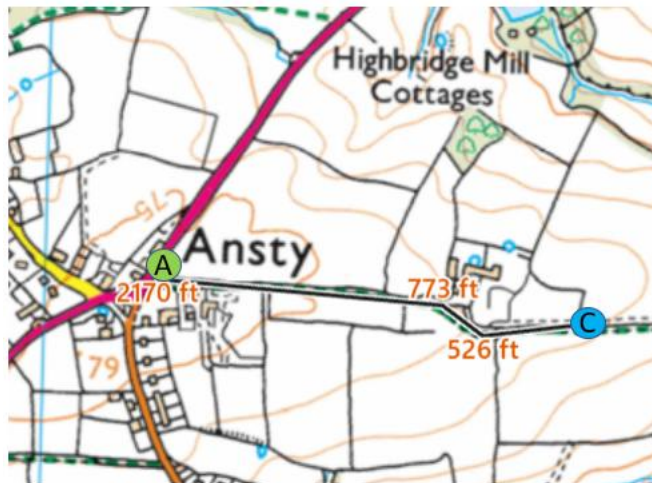 Highbridge Mill
Cottages
75
A
Ansty
2170 ft
773 ft
C
526 ft
79